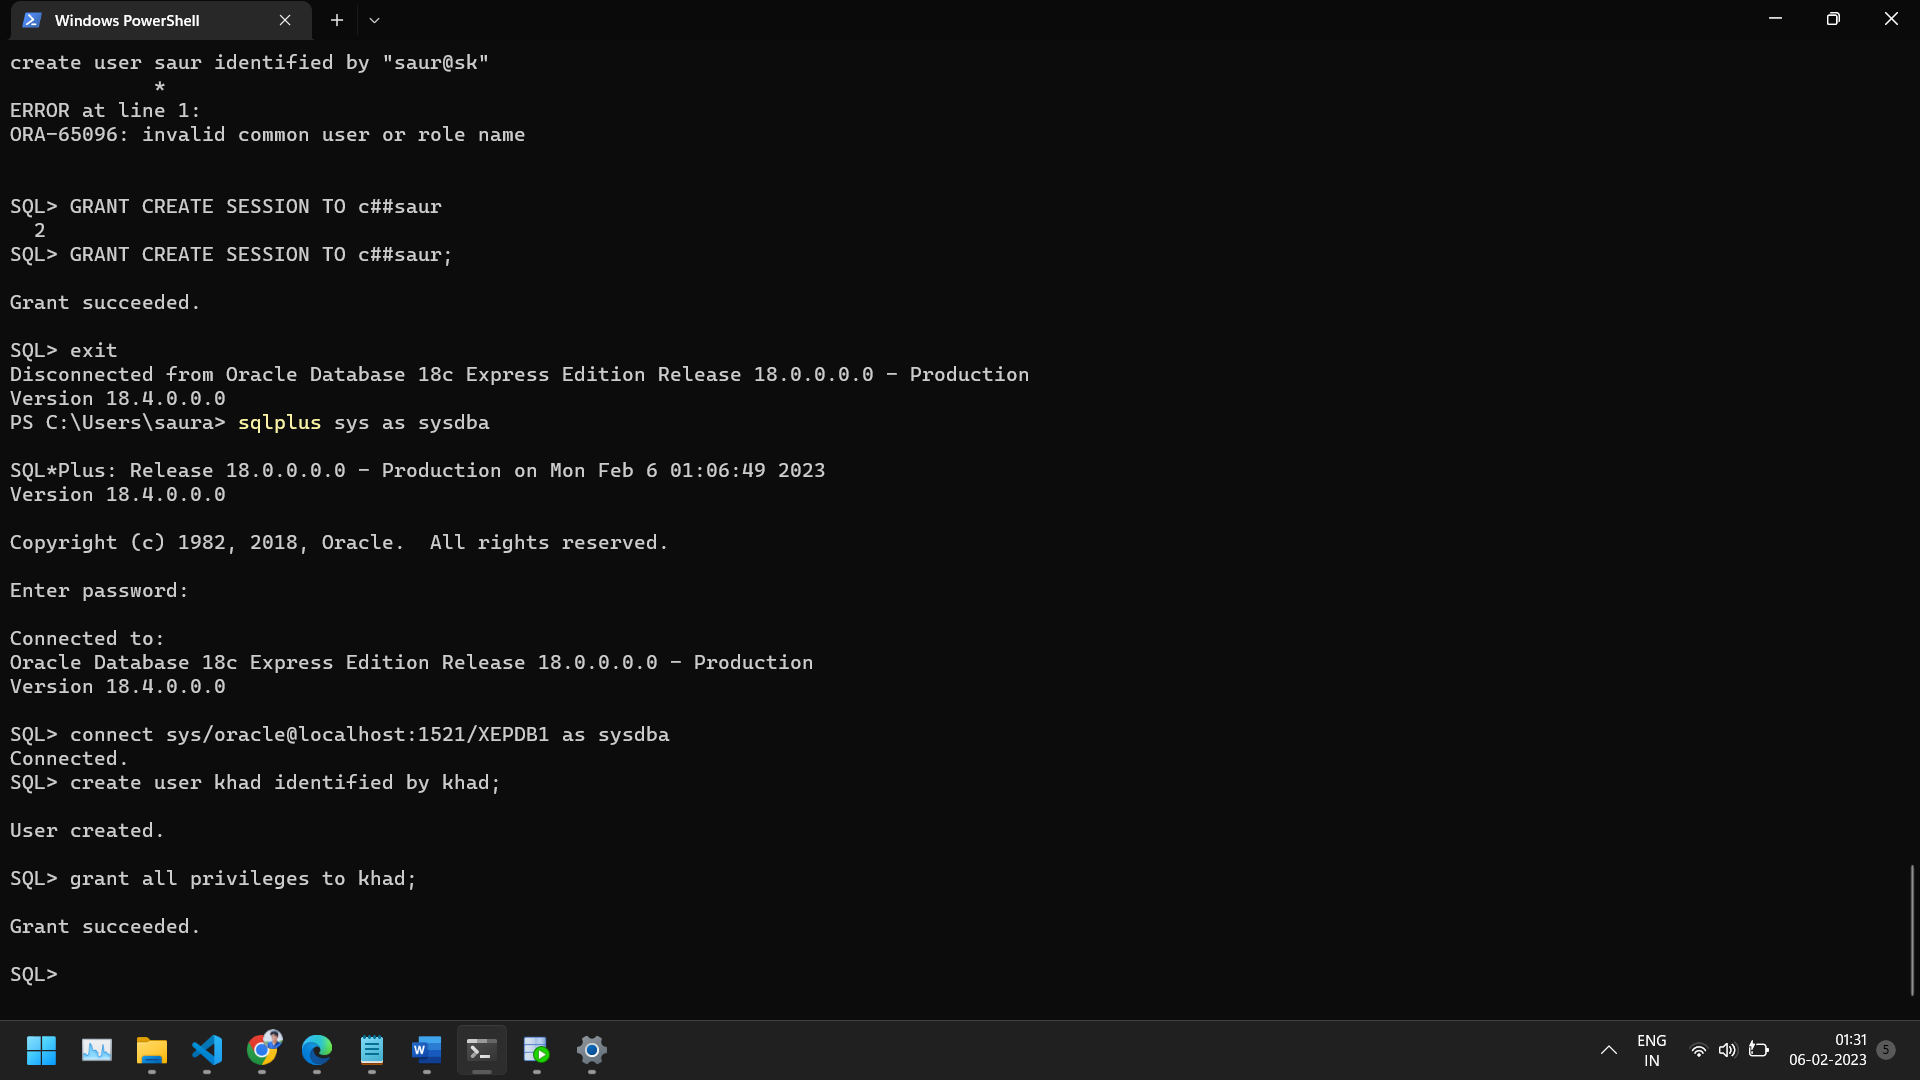 Windows PowerShell
create user saur identified by "saur@sk"
*
ERROR at line 1:
ORA-65096: invalid common user or role name
SQL> GRANT CREATE SESSION TO c##saur
2
SQL> GRANT CREATE SESSION TO c##saur;
Grant succeeded.
SQL> exit
Disconnected from Oracle Database 18c Express Edition Release 18.0.0.0.0 - Production
Version 18.4.0.0.0
PS C:\Users\saura> sqlplus sys as sysdba
SQL*Plus: Release 18.0.0.0.0 - Production on Mon Feb 6 01:06:49 2023
Version 18.4.0.0.0
Copyright (c) 1982, 2018, Oracle.  All rights reserved.
Enter password:
Connected to:
Oracle Database 18c Express Edition Release 18.0.0.0.0 - Production
Version 18.4.0.0.0
SQL> connect sys/oracle@localhost:1521/XEPDB1 as sysdba
Connected.
SQL> create user khad identified by khad;
User created.
SQL> grant all privileges to khad;
Grant succeeded.
SQL>
W
ENG
IN
01:31
06-02-2023
5